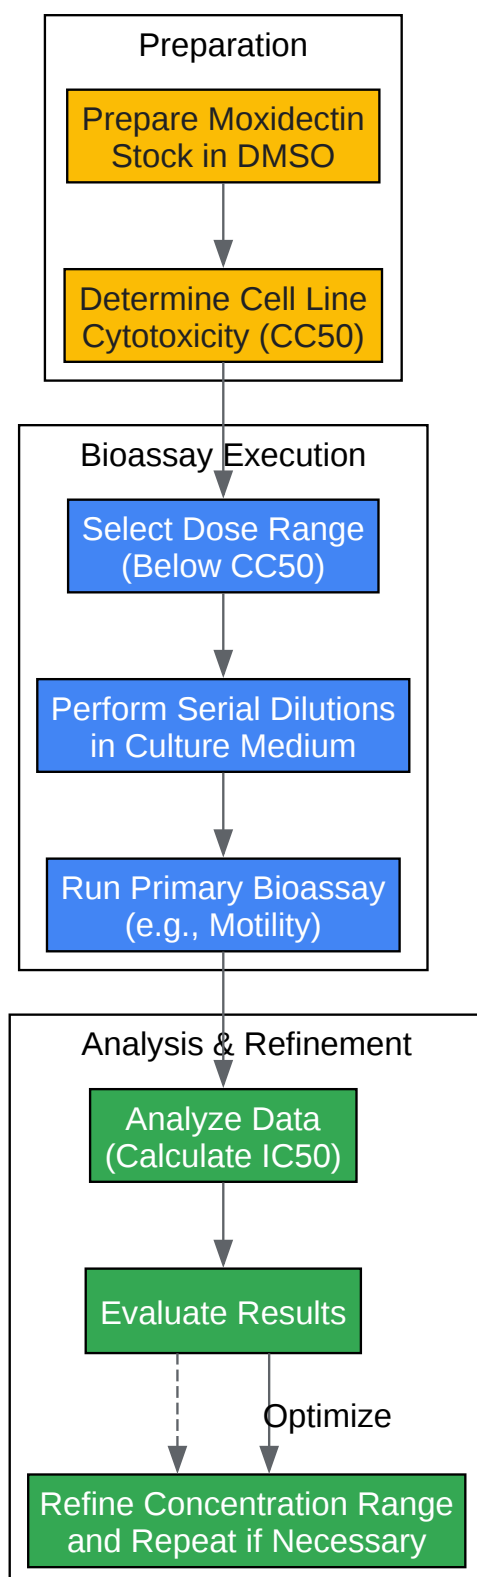 Preparation
Prepare Moxidectin
Stock in DMSO
Determine Cell Line
Cytotoxicity (CC50)
Bioassay Execution
Select Dose Range
(Below CC50)
Perform Serial Dilutions
in Culture Medium
Run Primary Bioassay
(e.g., Motility)
Analysis & Refinement
Analyze Data
(Calculate IC50)
Evaluate Results
Optimize
Refine Concentration Range
and Repeat if Necessary